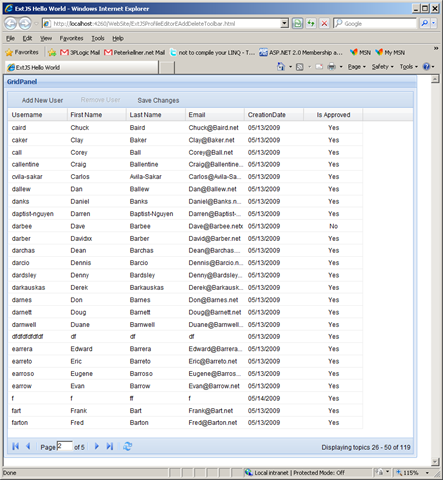 ExtJS Hello World - Windows Internet Explorer
http://localhost:4260/WebSite/ExtJSProfileEditorEAddDeleteToolbar.html
Google
File Edit View Favorites Tools Help
Favorites 3PLogic Mail Peterkellner.net Mail not to compile your LINQ - T... ASP.NET 2.0 Membership a... My MSN MSN
ExtJS Hello World Page Safety Tools
GridPanel
Add New User Remove User Save Changes
Username First Name Last Name Email CreationDate Is Approved
caird Chuck Baird Chuck@Baird.net 05/13/2009 Yes
caker Clay Baker Clay@Baker.net 05/13/2009 Yes
call Corey Ball Corey@Ball.net 05/13/2009 Yes
callentine Craig Ballentine Craig@Ballentine... 05/13/2009 Yes
cvila-sakar Carlos Avila-Sakar Carlos@Avila-Sa... 05/13/2009 Yes
dallew Dan Ballew Dan@Ballew.net 05/13/2009 Yes
danks Daniel Banks Daniel@Banks.n... 05/13/2009 Yes
daptist-nguyen Darren Baptist-Nguyen Darren@Baptist-... 05/13/2009 Yes
darbee Dave Barbee Dave@Barbee.netx 05/13/2009 No
darber Davidxx Barber David@Barber.net 05/13/2009 Yes
darchas Dean Barchas Dean@Barchas.... 05/13/2009 Yes
darcio Dennis Barcio Dennis@Barcio.n... 05/13/2009 Yes
dardsley Denny Bardsley Denny@Bardsley... 05/13/2009 Yes
darkauskas Derek Barkauskas Derek@Barkausk... 05/13/2009 Yes
darnes Don Barnes Don@Barnes.net 05/13/2009 Yes
darnett Doug Barnett Doug@Barnett.net 05/13/2009 Yes
darnwell Duane Barnwell Duane@Barnwell... 05/13/2009 Yes
dfdfdfdfdfdf df df df 05/13/2009 Yes
earrera Edward Barrera Edward@Barrera... 05/13/2009 Yes
earreto Eric Barreto Eric@Barreto.net 05/13/2009 Yes
earroso Eugene Barroso Eugene@Barros... 05/13/2009 Yes
earrow Evan Barrow Evan@Barrow.net 05/13/2009 Yes
f f ff f 05/14/2009 Yes
fart Frank Bart Frank@Bart.net 05/13/2009 Yes
farton Fred Barton Fred@Barton.net 05/13/2009 Yes
Page 2 of 5 Displaying topics 26 - 50 of 119
Done Local intranet | Protected Mode: Off 115%